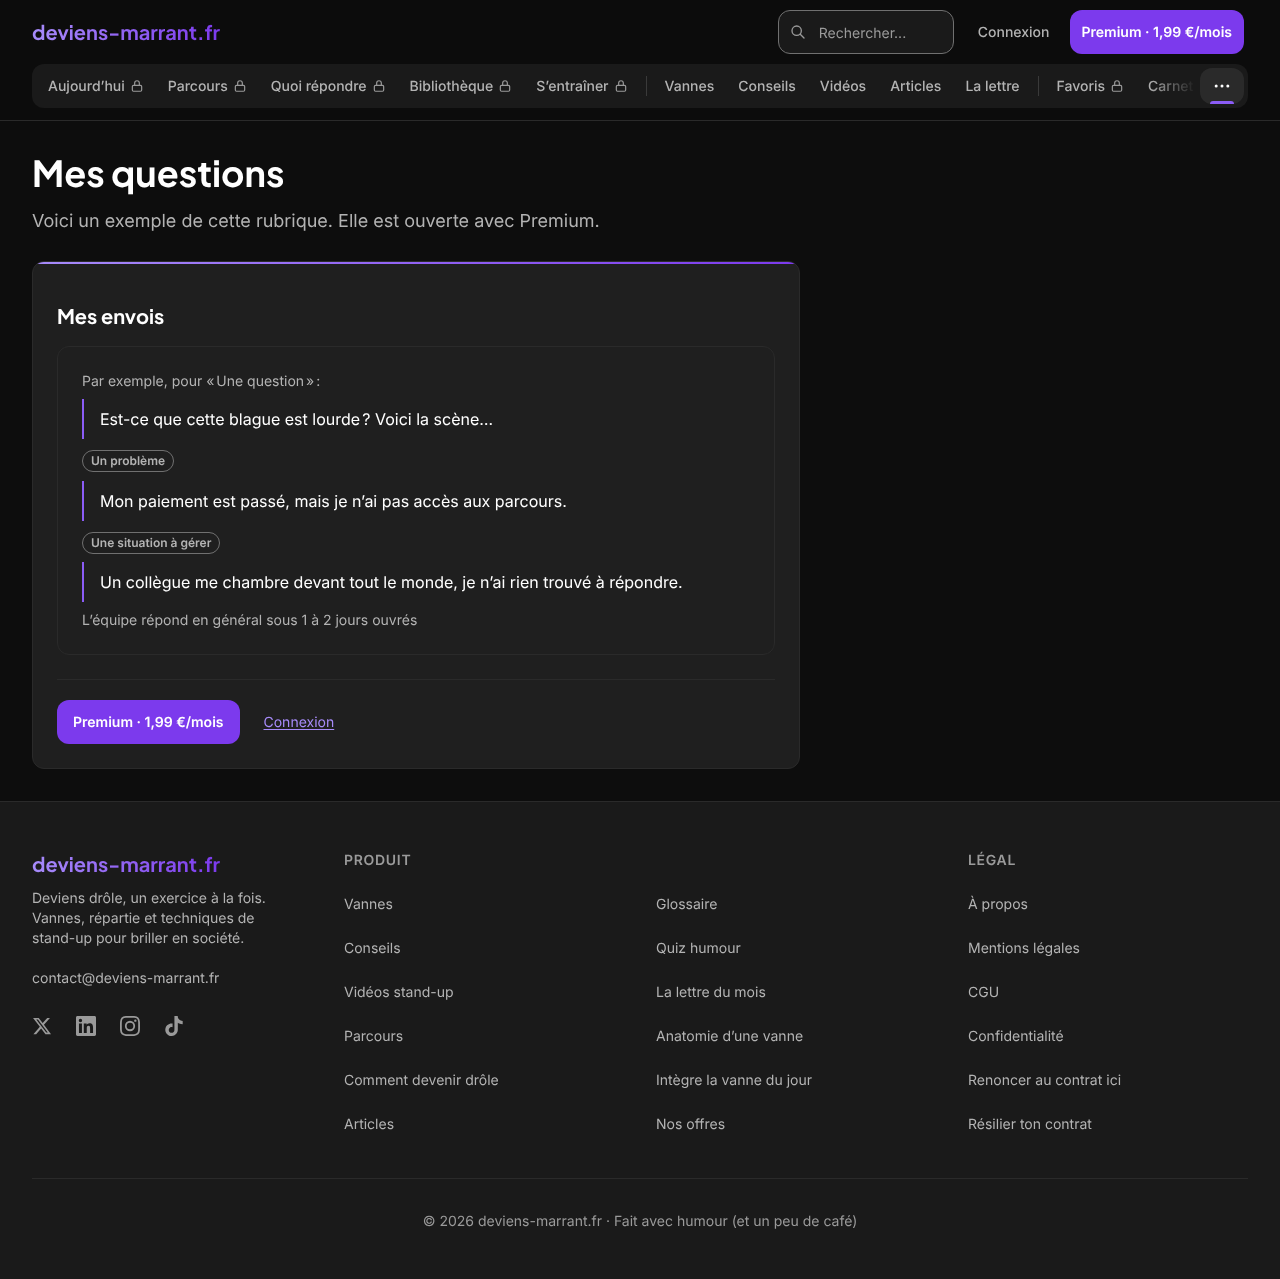 deviens-marrant.fr
Rechercher...
Connexion
Premium · 1,99 €/mois
Aujourd’hui
Parcours
Quoi répondre
Bibliothèque
S’entraîner
Vannes
Conseils
Vidéos
Articles
La lettre
Favoris
Carnet
Mes questions
Voici un exemple de cette rubrique. Elle est ouverte avec Premium.
Mes envois
Par exemple, pour « Une question » :
Est-ce que cette blague est lourde ? Voici la scène…
Un problème
Mon paiement est passé, mais je n’ai pas accès aux parcours.
Une situation à gérer
Un collègue me chambre devant tout le monde, je n’ai rien trouvé à répondre.
L’équipe répond en général sous 1 à 2 jours ouvrés
Premium · 1,99 €/mois
Connexion
deviens-marrant.fr
Deviens drôle, un exercice à la fois.
Vannes, répartie et techniques de
stand-up pour briller en société.
contact@deviens-marrant.fr
PRODUIT
Vannes
Conseils
Vidéos stand-up
Parcours
Comment devenir drôle
Articles
Glossaire
Quiz humour
La lettre du mois
Anatomie d’une vanne
Intègre la vanne du jour
Nos offres
LÉGAL
À propos
Mentions légales
CGU
Confidentialité
Renoncer au contrat ici
Résilier ton contrat
© 2026 deviens-marrant.fr · Fait avec humour (et un peu de café)